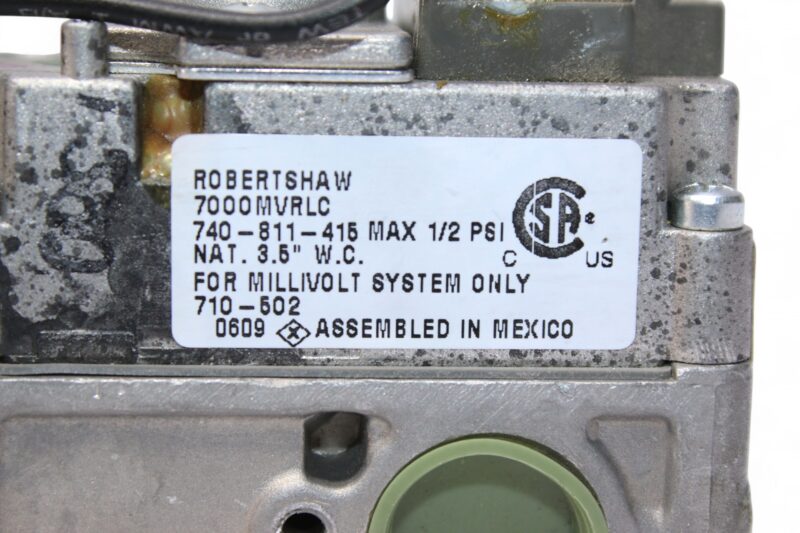 ROBERTSHAW
7000MVRLC
740-811-415 MAX 1/2 PSI
NAT. 3.5" W.C.
FOR MILLIVOLT SYSTEM ONLY
710-502
0609 ASSEMBLED IN MEXICO
CSA
C US